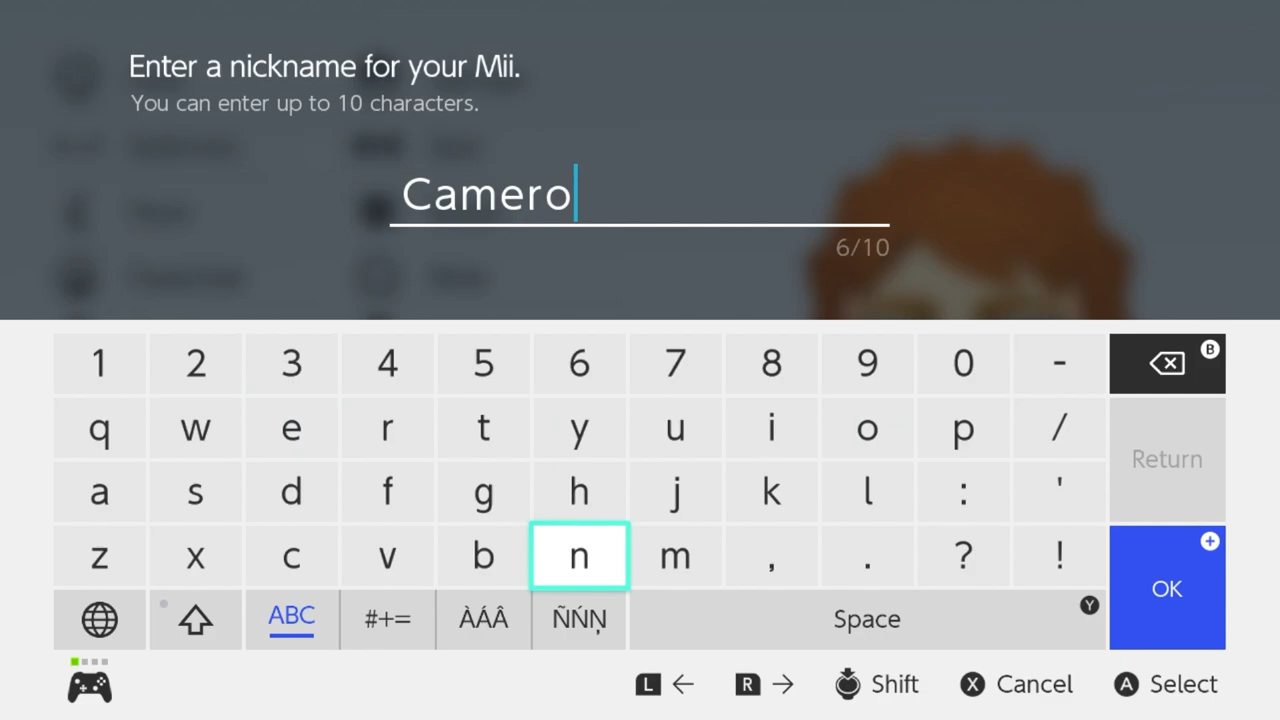 Enter a nickname for your Mii.
You can enter up to 10 characters.
Camero
6/10
1 2 3 4 5 6 7 8 9 0 - B
q w e r t y u i o p / Return
a s d f g h j k l : '
z x c v b n m , . ? ! + OK
ABC #+= ÀÁÂ ÑŃŅ Space Y
L ← R → Shift X Cancel A Select